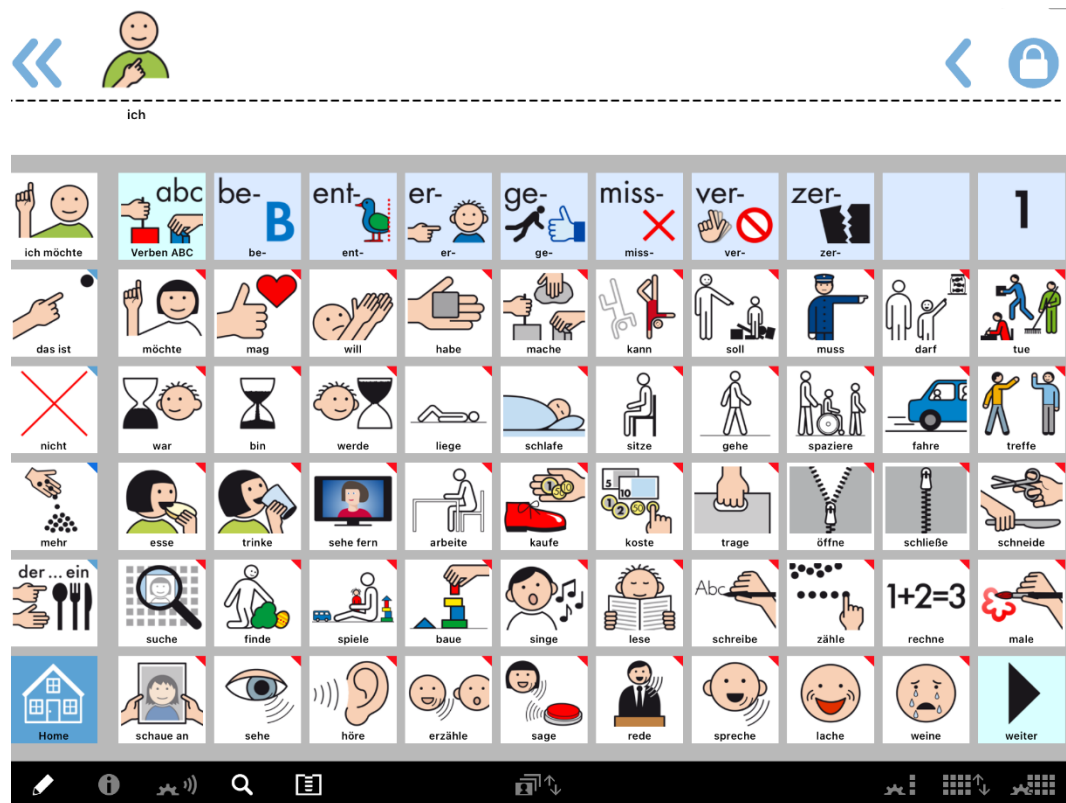 ich
abc be- ent- er- ge- miss- ver- zer- 1
B
ich möchte Verben ABC be- ent- er- ge- miss- ver- zer-
das ist möchte mag will habe mache kann soll muss darf tue
nicht war bin werde liege schlafe sitze gehe spaziere fahre treffe
5 10 1 2 50
mehr esse trinke sehe fern arbeite kaufe koste trage öffne schließe schneide
der ... ein Abc 1+2=3
suche finde spiele baue singe lese schreibe zähle rechne male
Home schaue an sehe höre erzähle sage rede spreche lache weine weiter